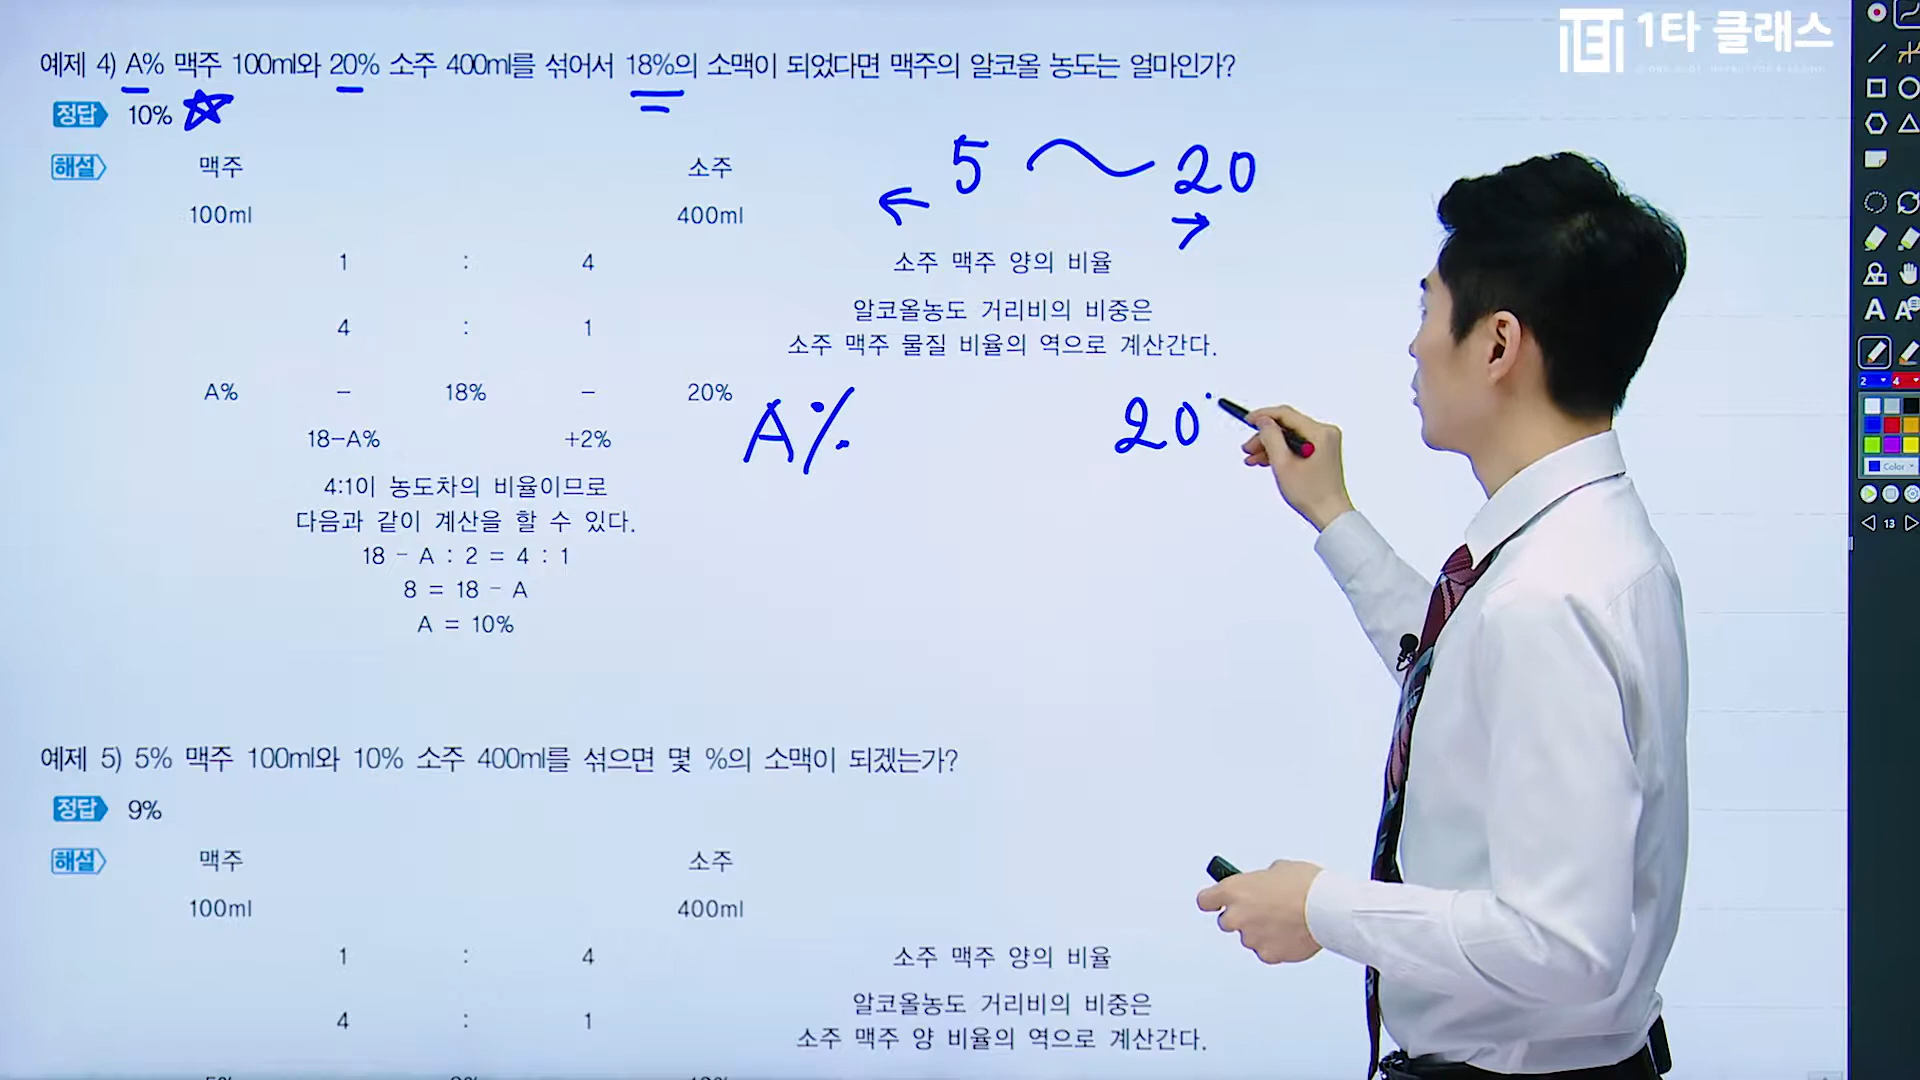 1타 클래스
예제 4) A% 맥주 100ml와 20% 소주 400ml를 섞어서 18%의 소맥이 되었다면 맥주의 알코올 농도는 얼마인가?
정답 10%
5 ~ 20
해설 맥주 소주
100ml 400ml
1 : 4 소주 맥주 양의 비율
알코올농도 거리비의 비중은
4 : 1
소주 맥주 물질 비율의 역으로 계산간다.
A% - 18% - 20%
A% 20
18-A% +2%
4:1이 농도차의 비율이므로
다음과 같이 계산을 할 수 있다.
18 - A : 2 = 4 : 1
8 = 18 - A
A = 10%
예제 5) 5% 맥주 100ml와 10% 소주 400ml를 섞으면 몇 %의 소맥이 되겠는가?
정답 9%
해설 맥주 소주
100ml 400ml
1 : 4 소주 맥주 양의 비율
알코올농도 거리비의 비중은
4 : 1
소주 맥주 양 비율의 역으로 계산간다.
A A
2 4
Color
13